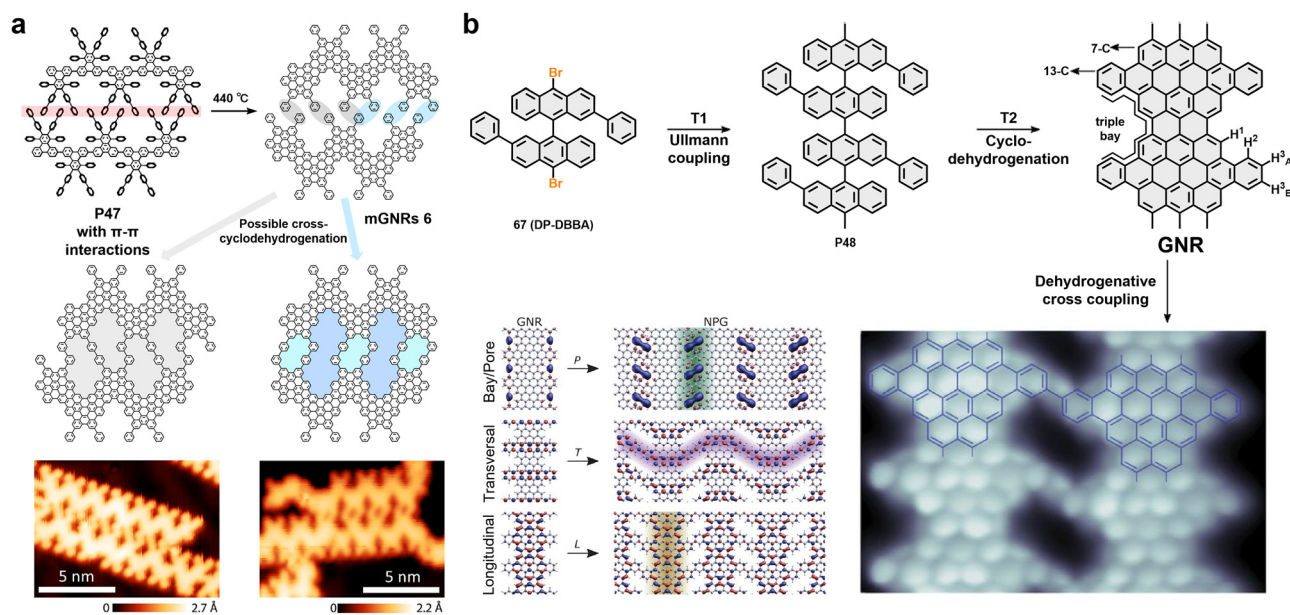 a
440 °C
P47
with π-π
interactions
mGNRs 6
Possible cross-
cyclodehydrogenation
5 nm
0
2.7 Å
5 nm
0
2.2 Å
b
Br
Br
67 (DP-DBBA)
T1
Ullmann
coupling
P48
T2
Cyclo-
dehydrogenation
7-C
13-C
triple
bay
H1
H2
H3A
H3B
GNR
Dehydrogenative
cross coupling
GNR
NPG
Bay/Pore
P
Transversal
T
Longitudinal
L